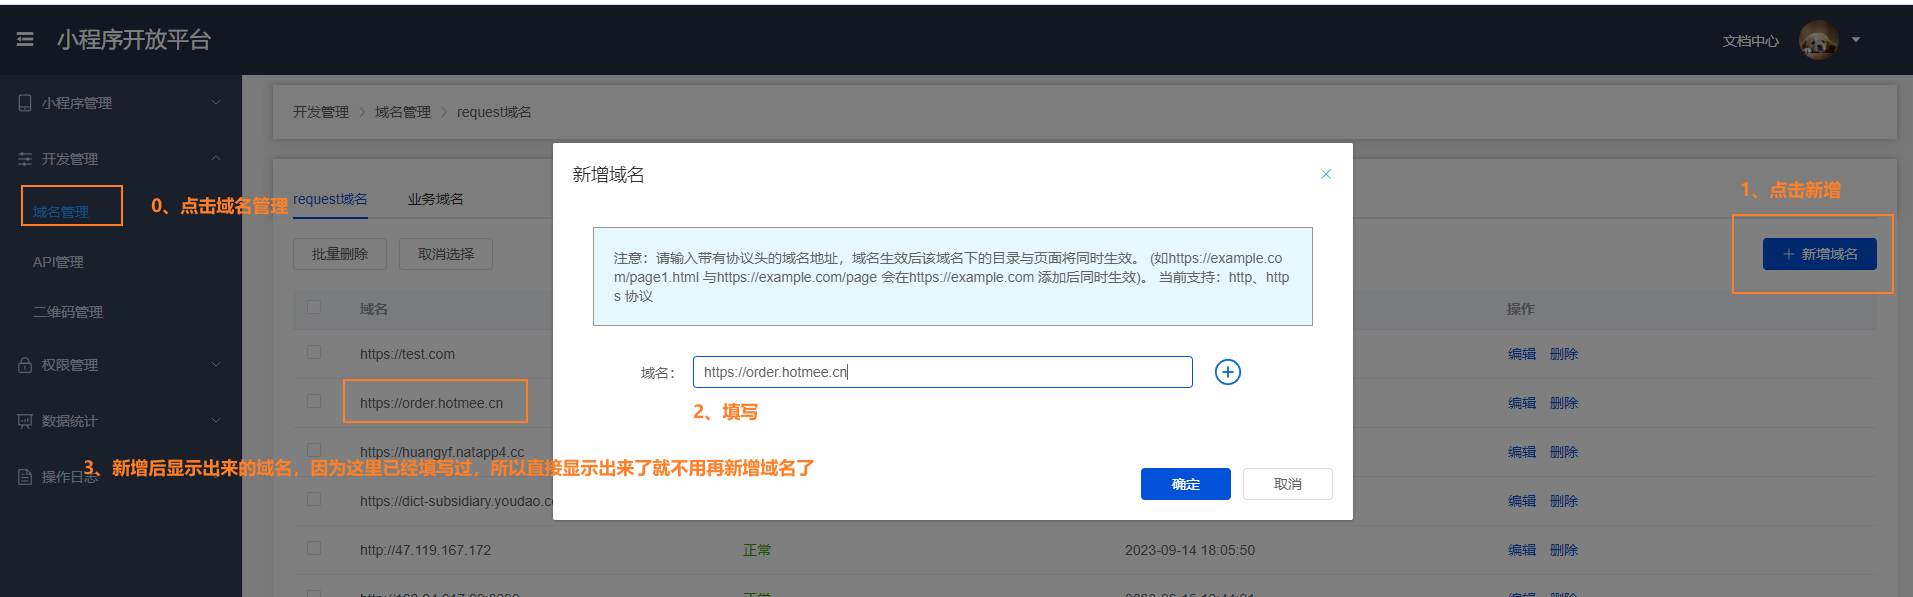 小程序开放平台
文档中心
小程序管理
开发管理
域名管理
API管理
二维码管理
权限管理
数据统计
操作日志
0、点击域名管理
开发管理 > 域名管理 > request域名
request域名 业务域名
1、点击新增
批量删除 取消选择
+ 新增域名
域名 操作
https://test.com 编辑 删除
https://order.hotmee.cn 编辑 删除
https://huangyf.natapp4.cc 编辑 删除
https://dict-subsidiary.youdao.c 编辑 删除
http://47.119.167.172 正常 2023-09-14 18:05:50 编辑 删除
新增域名
注意：请输入带有协议头的域名地址，域名生效后该域名下的目录与页面将同时生效。 (如https://example.co
m/page1.html 与https://example.com/page 会在https://example.com 添加后同时生效)。 当前支持：http、http
s 协议
域名： https://order.hotmee.cn
2、填写
3、新增后显示出来的域名，因为这里已经填写过，所以直接显示出来了就不用再新增域名了
确定 取消